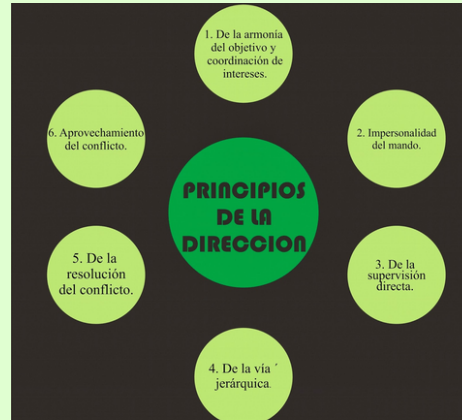 PRINCIPIOS
DE LA
DIRECCION
1. De la armonía
del objetivo y
coordinación de
intereses.
2. Impersonalidad
del mando.
3. De la
supervisión
directa.
4. De la vía ´
jerárquica.
5. De la
resolución
del conflicto.
6. Aprovechamiento
del conflicto.